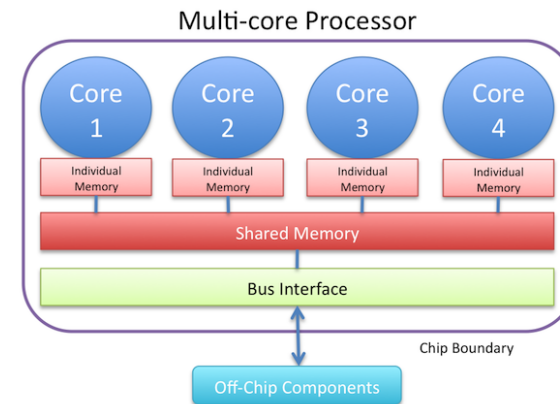 Multi-core Processor
Core
1
Core
2
Core
3
Core
4
Individual
Memory
Individual
Memory
Individual
Memory
Individual
Memory
Shared Memory
Bus Interface
Chip Boundary
Off-Chip Components